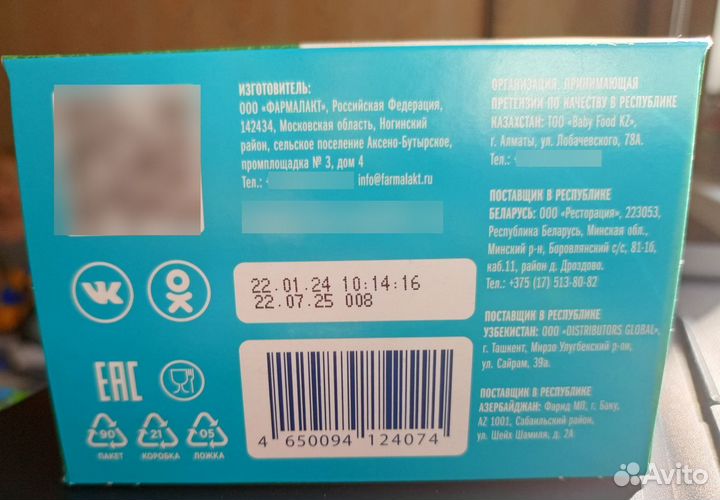 ИЗГОТОВИТЕЛЬ:
ООО «ФАРМАЛАКТ», Российская Федерация,
142434, Московская область, Ногинский
район, сельское поселение Аксено-Бутырское,
промплощадка № 3, дом 4
Тел.: info@farmalakt.ru
22.01.24 10:14:16
22.07.25 008
4 650094 124074
EAC
90
ПАКЕТ
21
КОРОБКА
05
ЛОЖКА
ОРГАНИЗАЦИЯ, ПРИНИМАЮЩАЯ
ПРЕТЕНЗИИ ПО КАЧЕСТВУ В РЕСПУБЛИКЕ
КАЗАХСТАН: ТОО «Baby Food KZ»,
г. Алматы, ул. Лобачевского, 78А.
Тел.:
ПОСТАВЩИК В РЕСПУБЛИКЕ
БЕЛАРУСЬ: ООО «Ресторация», 223053,
Республика Беларусь, Минская обл.,
Минский р-н, Боровлянский с/с, 81-1б,
каб.11, район д. Дроздово.
Тел.: +375 (17) 513-80-82
ПОСТАВЩИК В РЕСПУБЛИКЕ
УЗБЕКИСТАН: ООО «DISTRIBUTORS GLOBAL»,
г. Ташкент, Мирзо Улугбекский р-он,
ул. Сайрам, 39а.
ПОСТАВЩИК В РЕСПУБЛИКЕ
АЗЕРБАЙДЖАН: Фарид МП, г. Баку,
AZ 1001, Сабаильский район,
ул. Шейх Шамиля, д. 2А
Avito